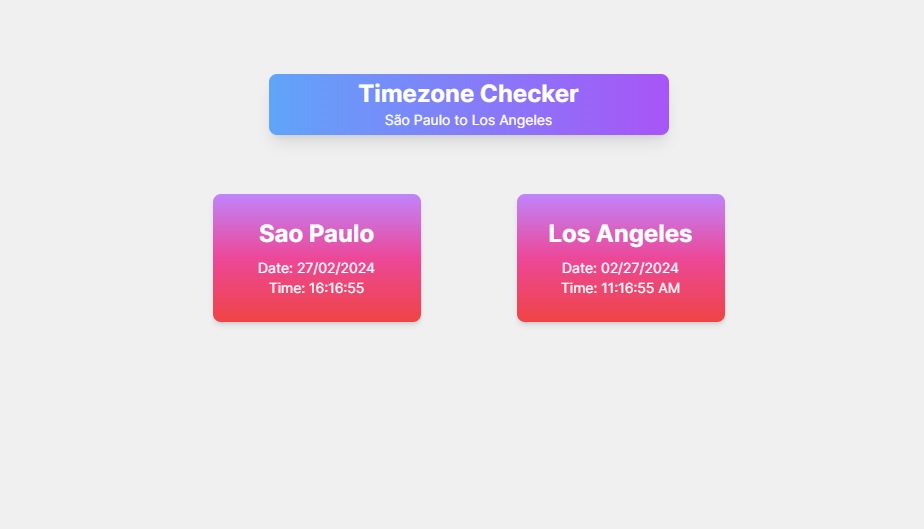 Timezone Checker
São Paulo to Los Angeles
Sao Paulo
Date: 27/02/2024
Time: 16:16:55
Los Angeles
Date: 02/27/2024
Time: 11:16:55 AM